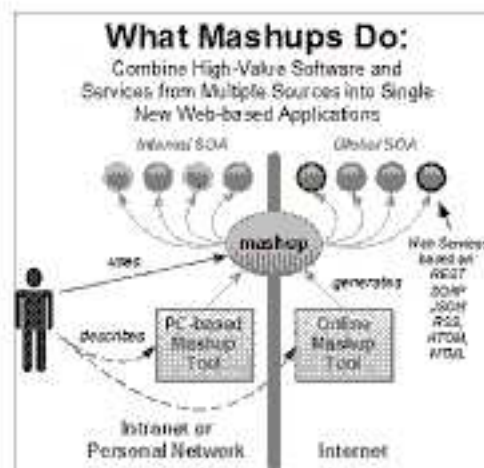 What Mashups Do:
Combine High-Value Software and
Services from Multiple Sources into Single
New Web-based Applications
Internal SOA
Global SOA
mashup
uses
generates
Web Services
based on
REST
SOAP
JSON
RSS,
ATOM,
HTML
describes
PC-based
Mashup
Tool
Online
Mashup
Tool
Intranet or
Personal Network
Internet